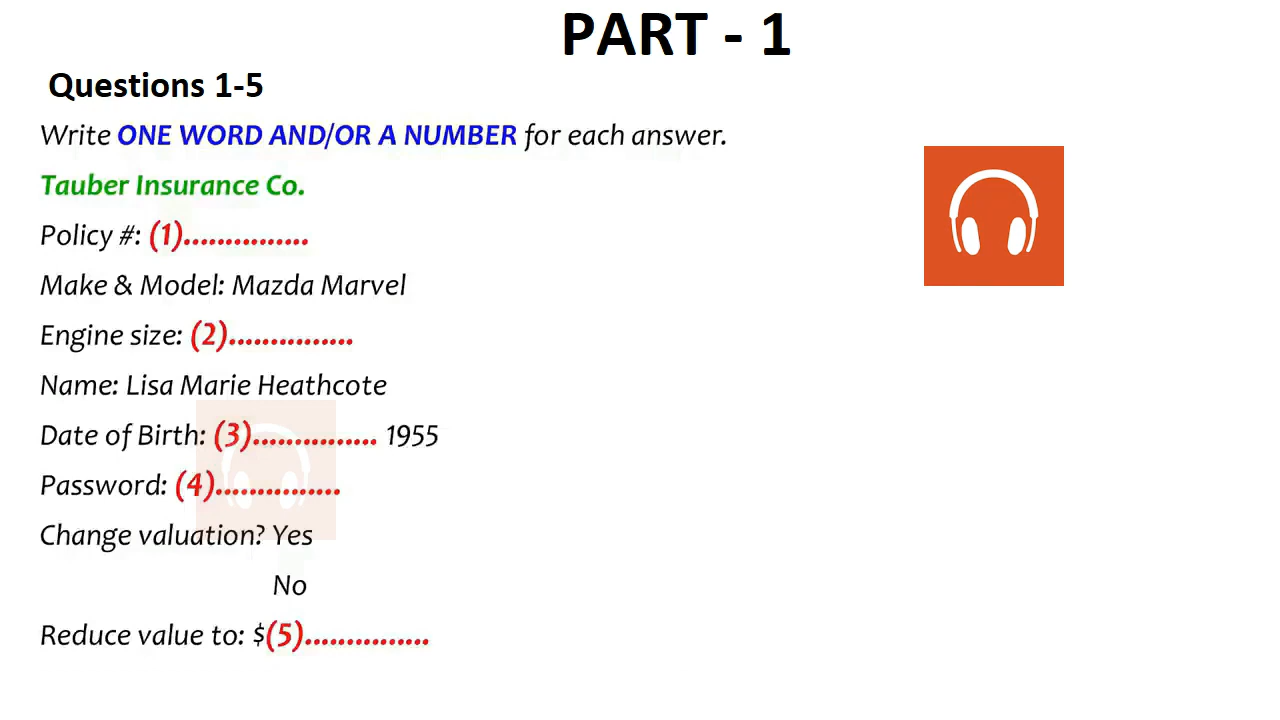 PART - 1
Questions 1-5
Write ONE WORD AND/OR A NUMBER for each answer.
Tauber Insurance Co.
Policy #: (1)...............
Make & Model: Mazda Marvel
Engine size: (2)...............
Name: Lisa Marie Heathcote
Date of Birth: (3)............... 1955
Password: (4)...............
Change valuation? Yes
No
Reduce value to: $(5)...............